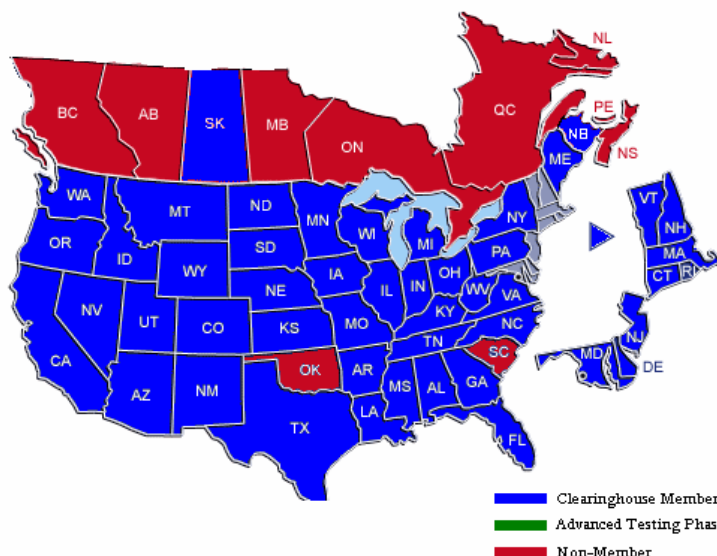 NL
BC
AB
SK
MB
ON
QC
PE
NB
NS
ME
WA
MT
ND
MN
OR
ID
SD
WI
MI
NY
VT
NH
WY
IA
NE
PA
MA
CT
RI
NV
UT
CO
IL
IN
OH
WV
VA
KS
MO
KY
NC
NJ
CA
TN
MD
DE
AZ
NM
OK
AR
SC
MS
AL
GA
LA
TX
FL
Clearinghouse Member
Advanced Testing Phas
Non-Member